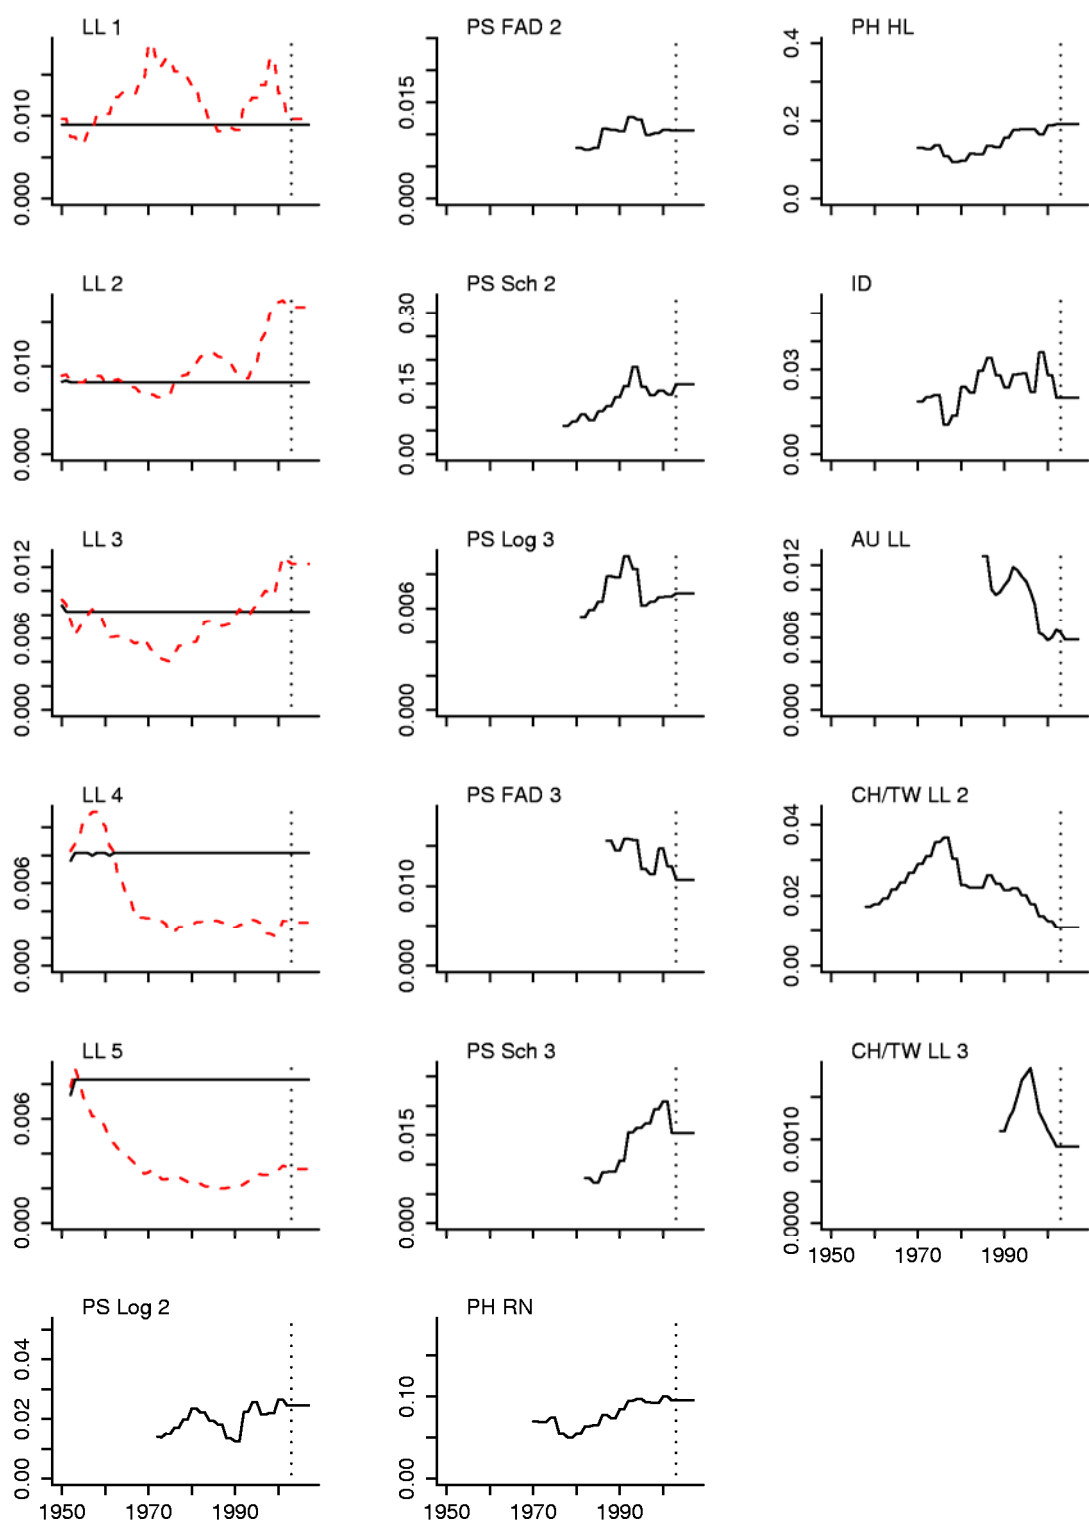 LL 1
0.000
0.010
PS FAD 2
0.000
0.015
PH HL
0.0
0.2
0.4
LL 2
0.000
0.010
PS Sch 2
0.00
0.15
0.30
ID
0.00
0.03
LL 3
0.000
0.006
0.012
PS Log 3
0.000
0.006
AU LL
0.000
0.006
0.012
LL 4
0.000
0.006
PS FAD 3
0.000
0.010
CH/TW LL 2
0.00
0.02
0.04
LL 5
0.000
0.006
PS Sch 3
0.000
0.015
CH/TW LL 3
0.0000
0.0010
1950 1970 1990
PS Log 2
0.00
0.02
0.04
1950 1970 1990
PH RN
0.00
0.10
1950 1970 1990